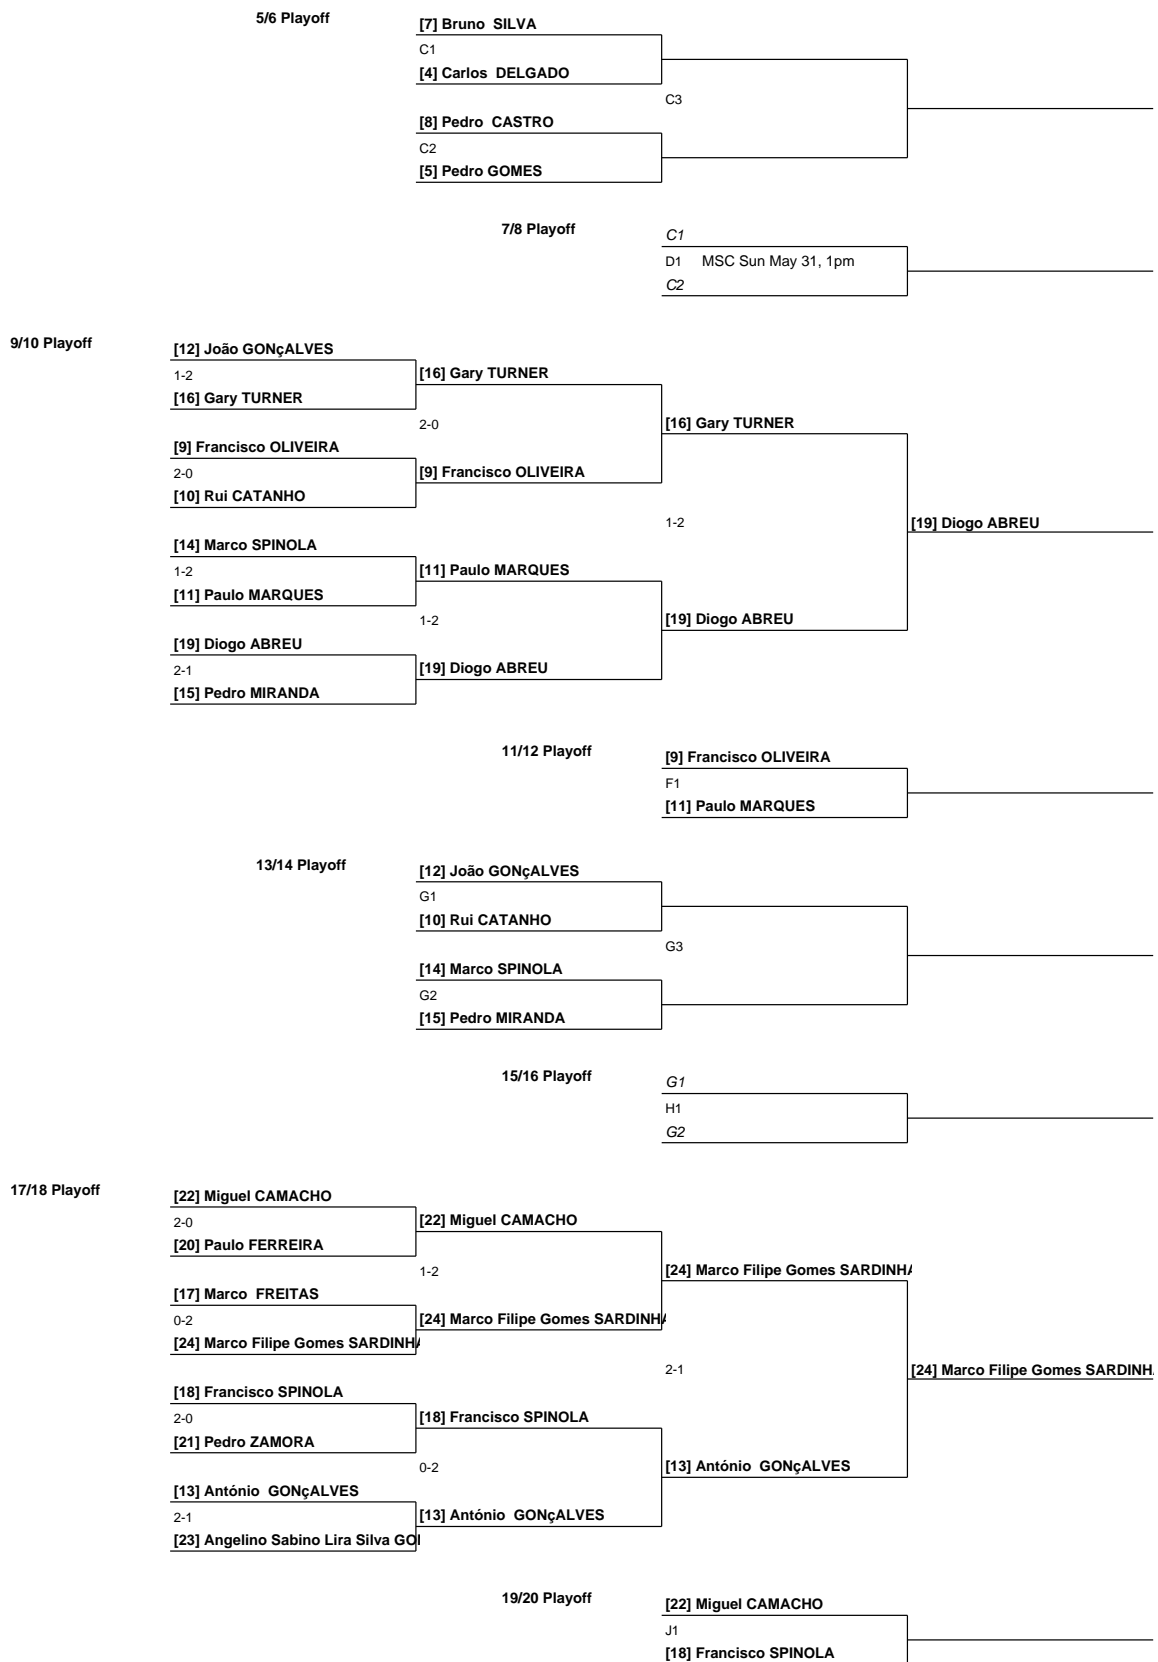 5/6 Playoff
[7] Bruno  SILVA
C1
[4] Carlos  DELGADO
C3
[8] Pedro  CASTRO
C2
[5] Pedro GOMES
7/8 Playoff
C1
D1 MSC Sun May 31, 1pm
C2
9/10 Playoff
[12] João GONçALVES
1-2
[16] Gary TURNER
[16] Gary TURNER
2-0
[16] Gary TURNER
[9] Francisco OLIVEIRA
2-0
[9] Francisco OLIVEIRA
[10] Rui CATANHO
1-2
[19] Diogo ABREU
[14] Marco SPINOLA
1-2
[11] Paulo MARQUES
[11] Paulo MARQUES
1-2
[19] Diogo ABREU
[19] Diogo ABREU
2-1
[19] Diogo ABREU
[15] Pedro MIRANDA
11/12 Playoff
[9] Francisco OLIVEIRA
F1
[11] Paulo MARQUES
13/14 Playoff
[12] João GONçALVES
G1
[10] Rui CATANHO
G3
[14] Marco SPINOLA
G2
[15] Pedro MIRANDA
15/16 Playoff
G1
H1
G2
17/18 Playoff
[22] Miguel CAMACHO
2-0
[22] Miguel CAMACHO
[20] Paulo FERREIRA
1-2
[24] Marco Filipe Gomes SARDINHA
[17] Marco  FREITAS
0-2
[24] Marco Filipe Gomes SARDINHA
[24] Marco Filipe Gomes SARDINHA
2-1
[24] Marco Filipe Gomes SARDINHA
[18] Francisco SPINOLA
2-0
[18] Francisco SPINOLA
[21] Pedro ZAMORA
0-2
[13] António  GONçALVES
[13] António  GONçALVES
2-1
[13] António  GONçALVES
[23] Angelino Sabino Lira Silva
19/20 Playoff
[22] Miguel CAMACHO
J1
[18] Francisco SPINOLA